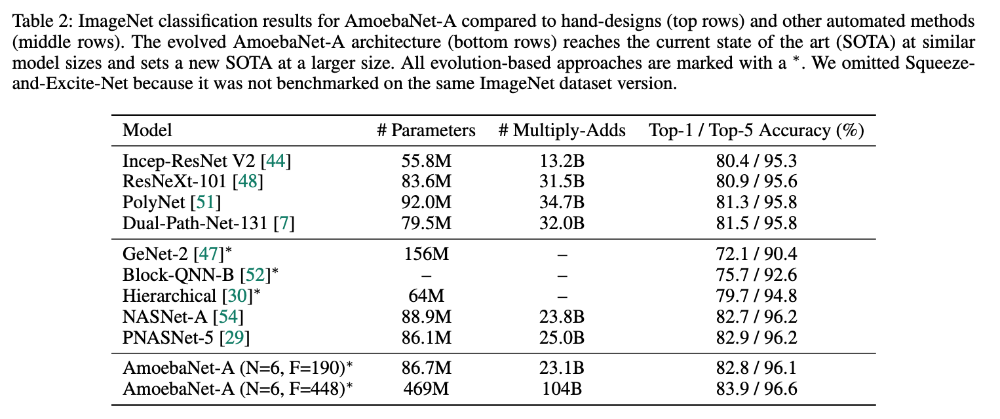 Table 2: ImageNet classification results for AmoebaNet-A compared to hand-designs (top rows) and other automated methods
(middle rows). The evolved AmoebaNet-A architecture (bottom rows) reaches the current state of the art (SOTA) at similar
model sizes and sets a new SOTA at a larger size. All evolution-based approaches are marked with a *. We omitted Squeeze-
and-Excite-Net because it was not benchmarked on the same ImageNet dataset version.
Model # Parameters # Multiply-Adds Top-1 / Top-5 Accuracy (%)
Incep-ResNet V2 [44] 55.8M 13.2B 80.4 / 95.3
ResNeXt-101 [48] 83.6M 31.5B 80.9 / 95.6
PolyNet [51] 92.0M 34.7B 81.3 / 95.8
Dual-Path-Net-131 [7] 79.5M 32.0B 81.5 / 95.8
GeNet-2 [47]* 156M – 72.1 / 90.4
Block-QNN-B [52]* – – 75.7 / 92.6
Hierarchical [30]* 64M – 79.7 / 94.8
NASNet-A [54] 88.9M 23.8B 82.7 / 96.2
PNASNet-5 [29] 86.1M 25.0B 82.9 / 96.2
AmoebaNet-A (N=6, F=190)* 86.7M 23.1B 82.8 / 96.1
AmoebaNet-A (N=6, F=448)* 469M 104B 83.9 / 96.6